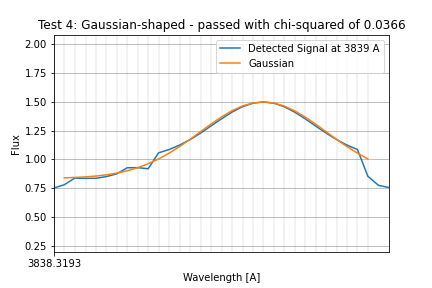 Test 4: Gaussian-shaped - passed with chi-squared of 0.0366
Detected Signal at 3839 A
Gaussian
2.00
1.75
1.50
1.25
1.00
0.75
0.50
0.25
Flux
3838.3193
Wavelength [A]